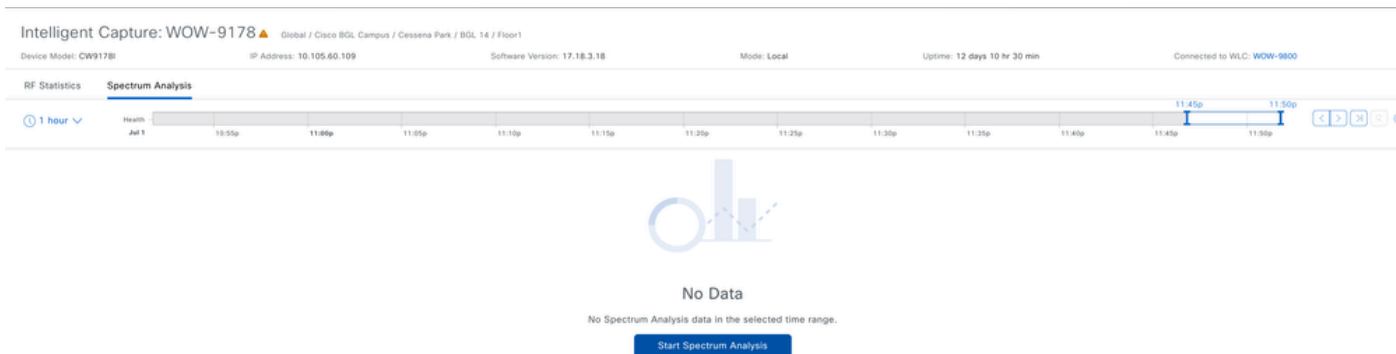 Intelligent Capture: WOW-9178 Global / Cisco BGL Campus / Cessena Park / BGL 14 / Floor1
Device Model: CW9178I IP Address: 10.105.60.109 Software Version: 17.18.3.18 Mode: Local Uptime: 12 days 10 hr 30 min Connected to WLC: WOW-9800
RF Statistics Spectrum Analysis
11:45p 11:50p
1 hour Health
Jul 1 10:55p 11:00p 11:05p 11:10p 11:15p 11:20p 11:25p 11:30p 11:35p 11:40p 11:45p 11:50p
No Data
No Spectrum Analysis data in the selected time range.
Start Spectrum Analysis